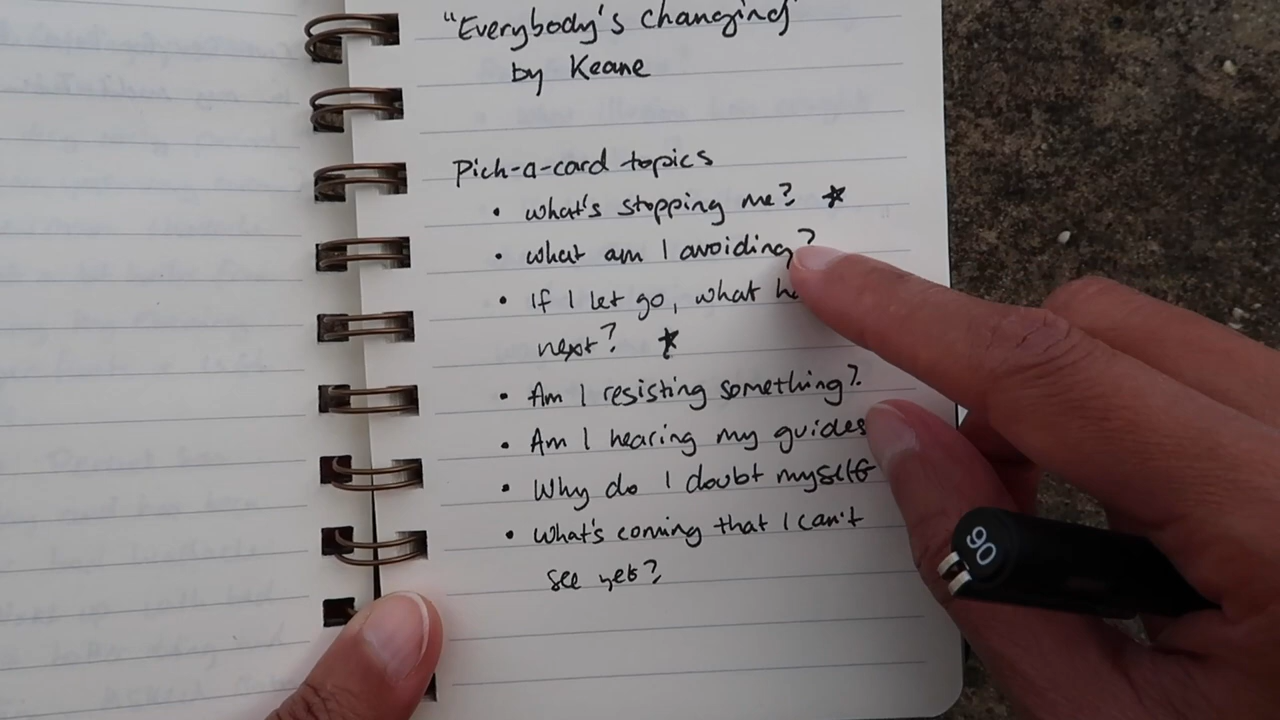 "Everybody's changing"
by Keane
Pick-a-card topics
• what's stopping me? ★
• what am I avoiding?
• If I let go, what
next? ★
• Am I resisting something?
• Am I hearing my guides
• Why do I doubt myself
• What's coming that I can't
see yet?
90